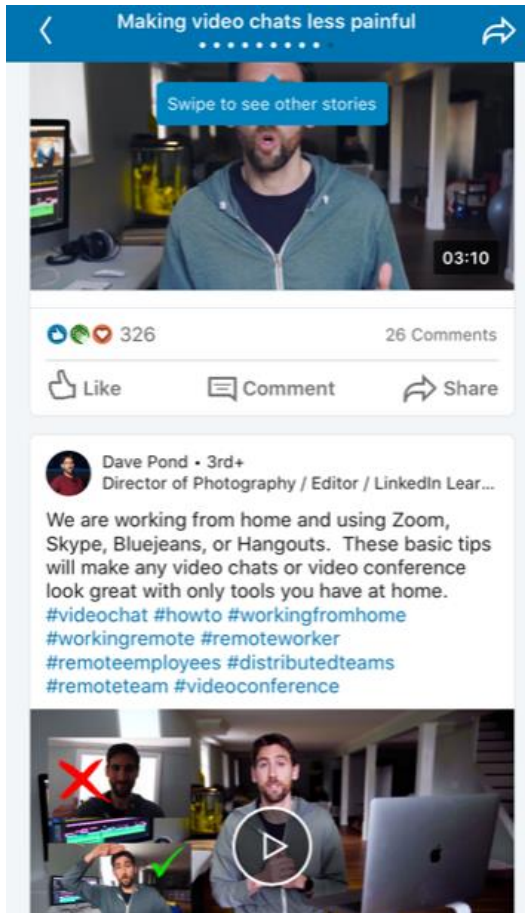 Making video chats less painful
Swipe to see other stories
03:10
326
26 Comments
Like
Comment
Share
Dave Pond • 3rd+
Director of Photography / Editor / LinkedIn Lear...
We are working from home and using Zoom,
Skype, Bluejeans, or Hangouts.  These basic tips
will make any video chats or video conference
look great with only tools you have at home.
#videochat #howto #workingfromhome
#workingremote #remoteworker
#remoteemployees #distributedteams
#remoteteam #videoconference